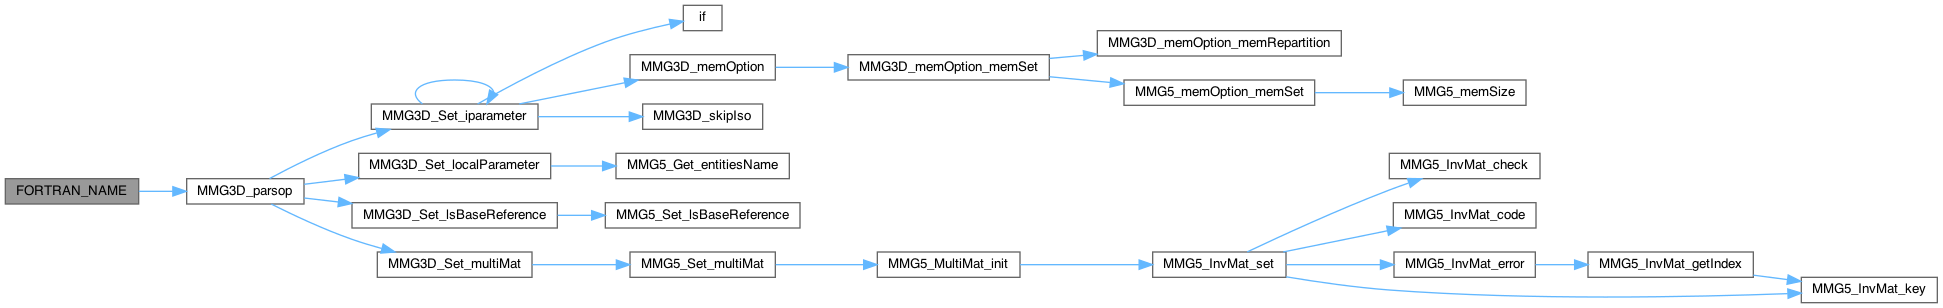 if
MMG3D_memOption_memRepartition
MMG3D_memOption
MMG3D_memOption_memSet
MMG5_memOption_memSet
MMG5_memSize
MMG3D_Set_iparameter
MMG3D_skipIso
MMG3D_Set_localParameter
MMG5_Get_entitiesName
MMG5_InvMat_check
FORTRAN_NAME
MMG3D_parsop
MMG3D_Set_lsBaseReference
MMG5_Set_lsBaseReference
MMG5_InvMat_code
MMG3D_Set_multiMat
MMG5_Set_multiMat
MMG5_MultiMat_init
MMG5_InvMat_set
MMG5_InvMat_error
MMG5_InvMat_getIndex
MMG5_InvMat_key